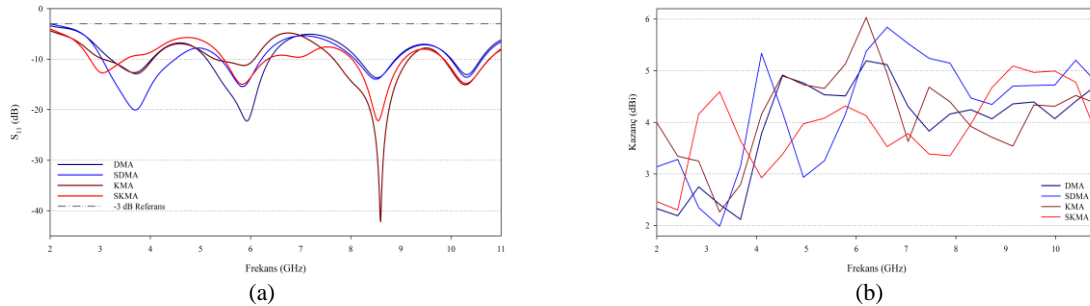 0
-10
-20
-30
-40
S11 (dBi)
DMA
SDMA
KMA
SKMA
-3 dB Referans
2 3 4 5 6 7 8 9 10 11
Frekans (GHz)
(a)
6
5
4
3
2
Kazanç (dBi)
DMA
SDMA
KMA
SKMA
2 3 4 5 6 7 8 9 10
Frekans (GHz)
(b)